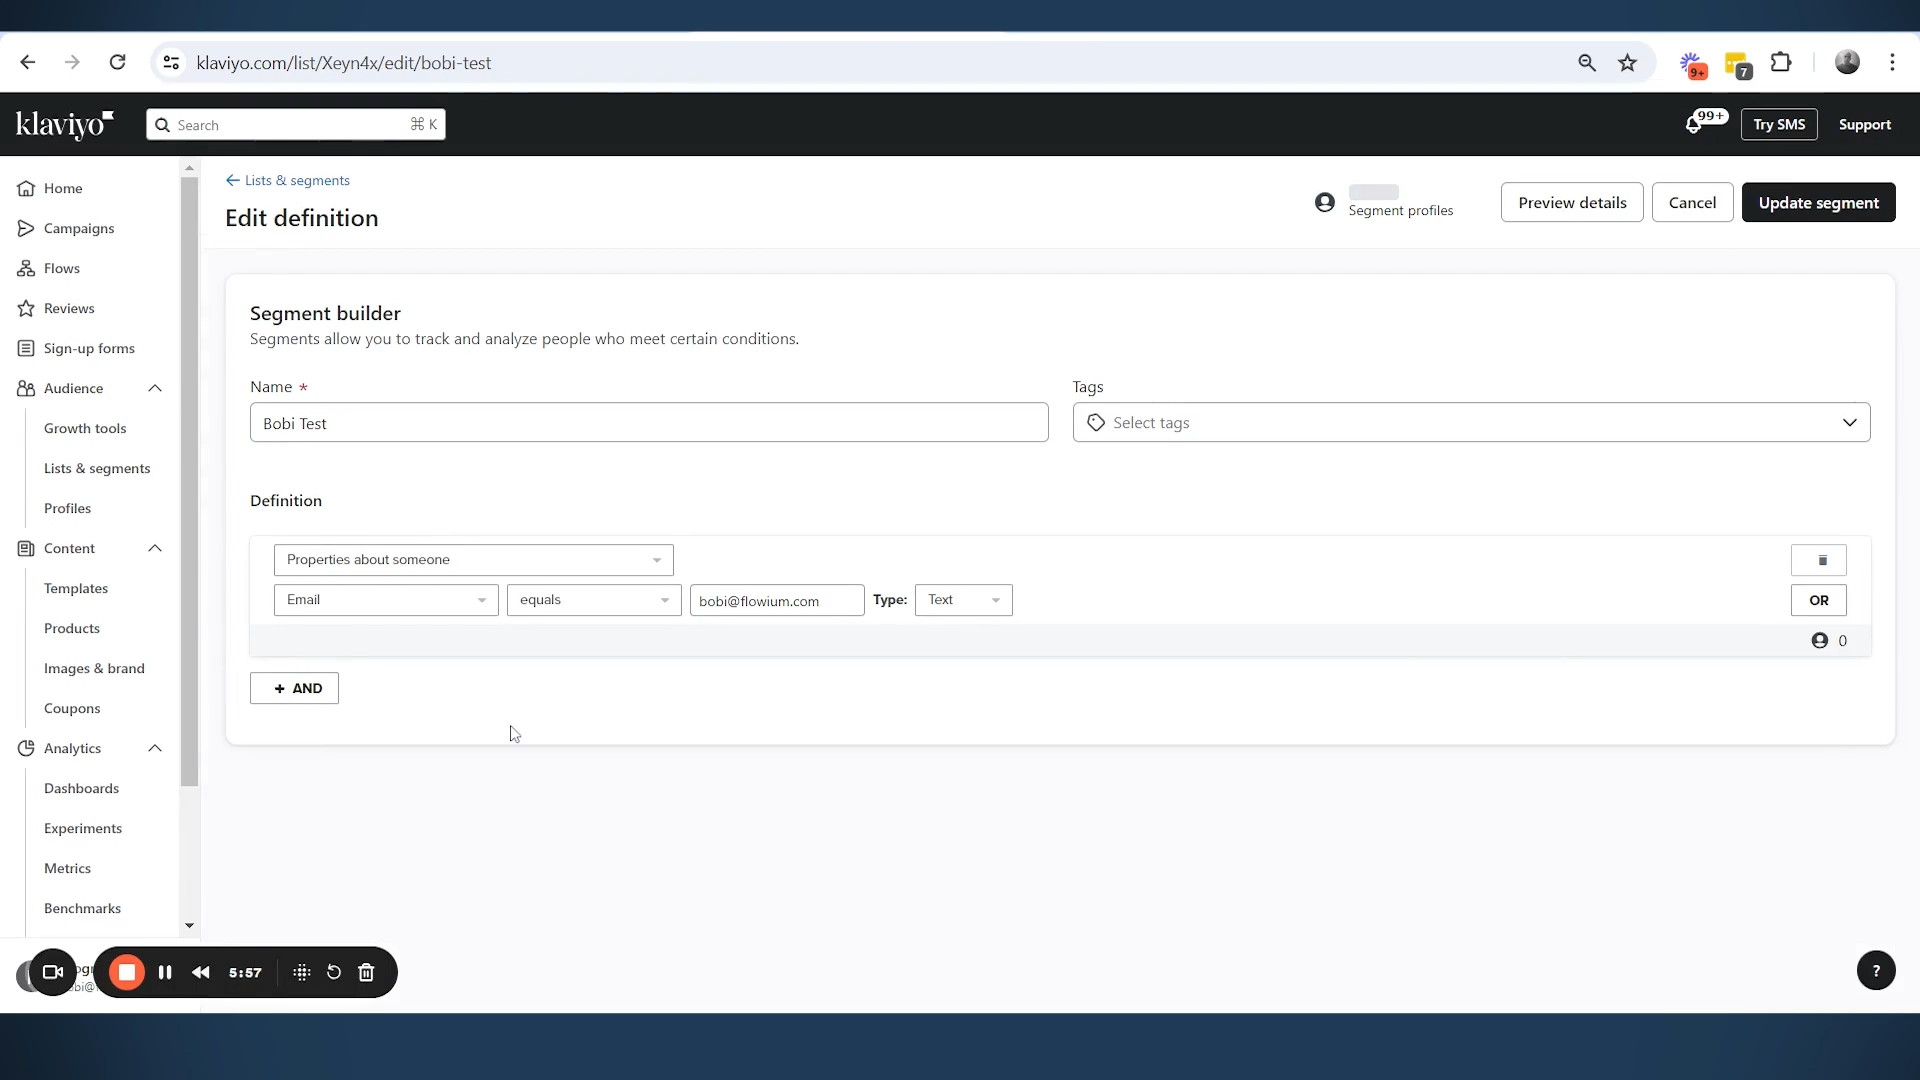 klaviyo.com/list/Xeyn4x/edit/bobi-test
9+
7
klaviyo
Search
⌘ K
99+
Try SMS
Support
Home
Campaigns
Flows
Reviews
Sign-up forms
Audience
Growth tools
Lists & segments
Profiles
Content
Templates
Products
Images & brand
Coupons
Analytics
Dashboards
Experiments
Metrics
Benchmarks
← Lists & segments
Edit definition
Segment profiles
Preview details
Cancel
Update segment
Segment builder
Segments allow you to track and analyze people who meet certain conditions.
Name *
Bobi Test
Tags
Select tags
Definition
Properties about someone
Email
equals
bobi@flowium.com
Type:
Text
OR
0
+ AND
5:57
?